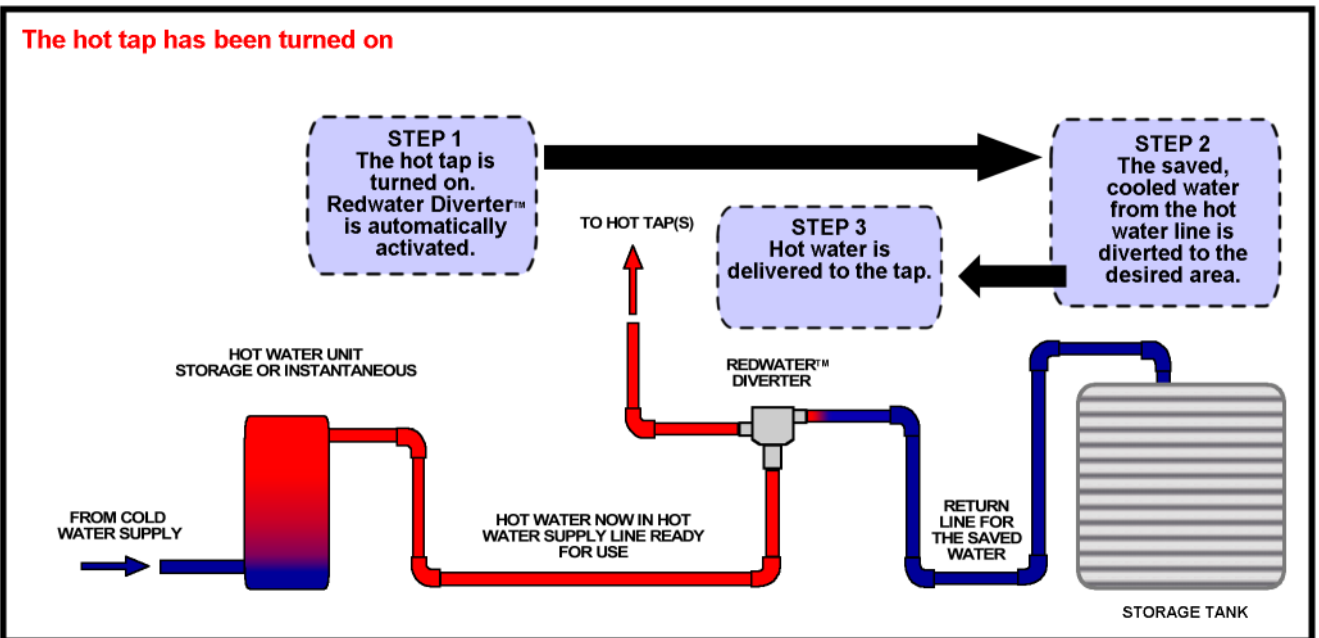 The hot tap has been turned on
STEP 1
The hot tap is
turned on.
Redwater Diverter™
is automatically
activated.
STEP 2
The saved,
cooled water
from the hot
water line is
diverted to the
desired area.
TO HOT TAP(S)
STEP 3
Hot water is
delivered to the tap.
HOT WATER UNIT
STORAGE OR INSTANTANEOUS
REDWATER™
DIVERTER
FROM COLD
WATER SUPPLY
HOT WATER NOW IN HOT
WATER SUPPLY LINE READY
FOR USE
RETURN
LINE FOR
THE SAVED
WATER
STORAGE TANK